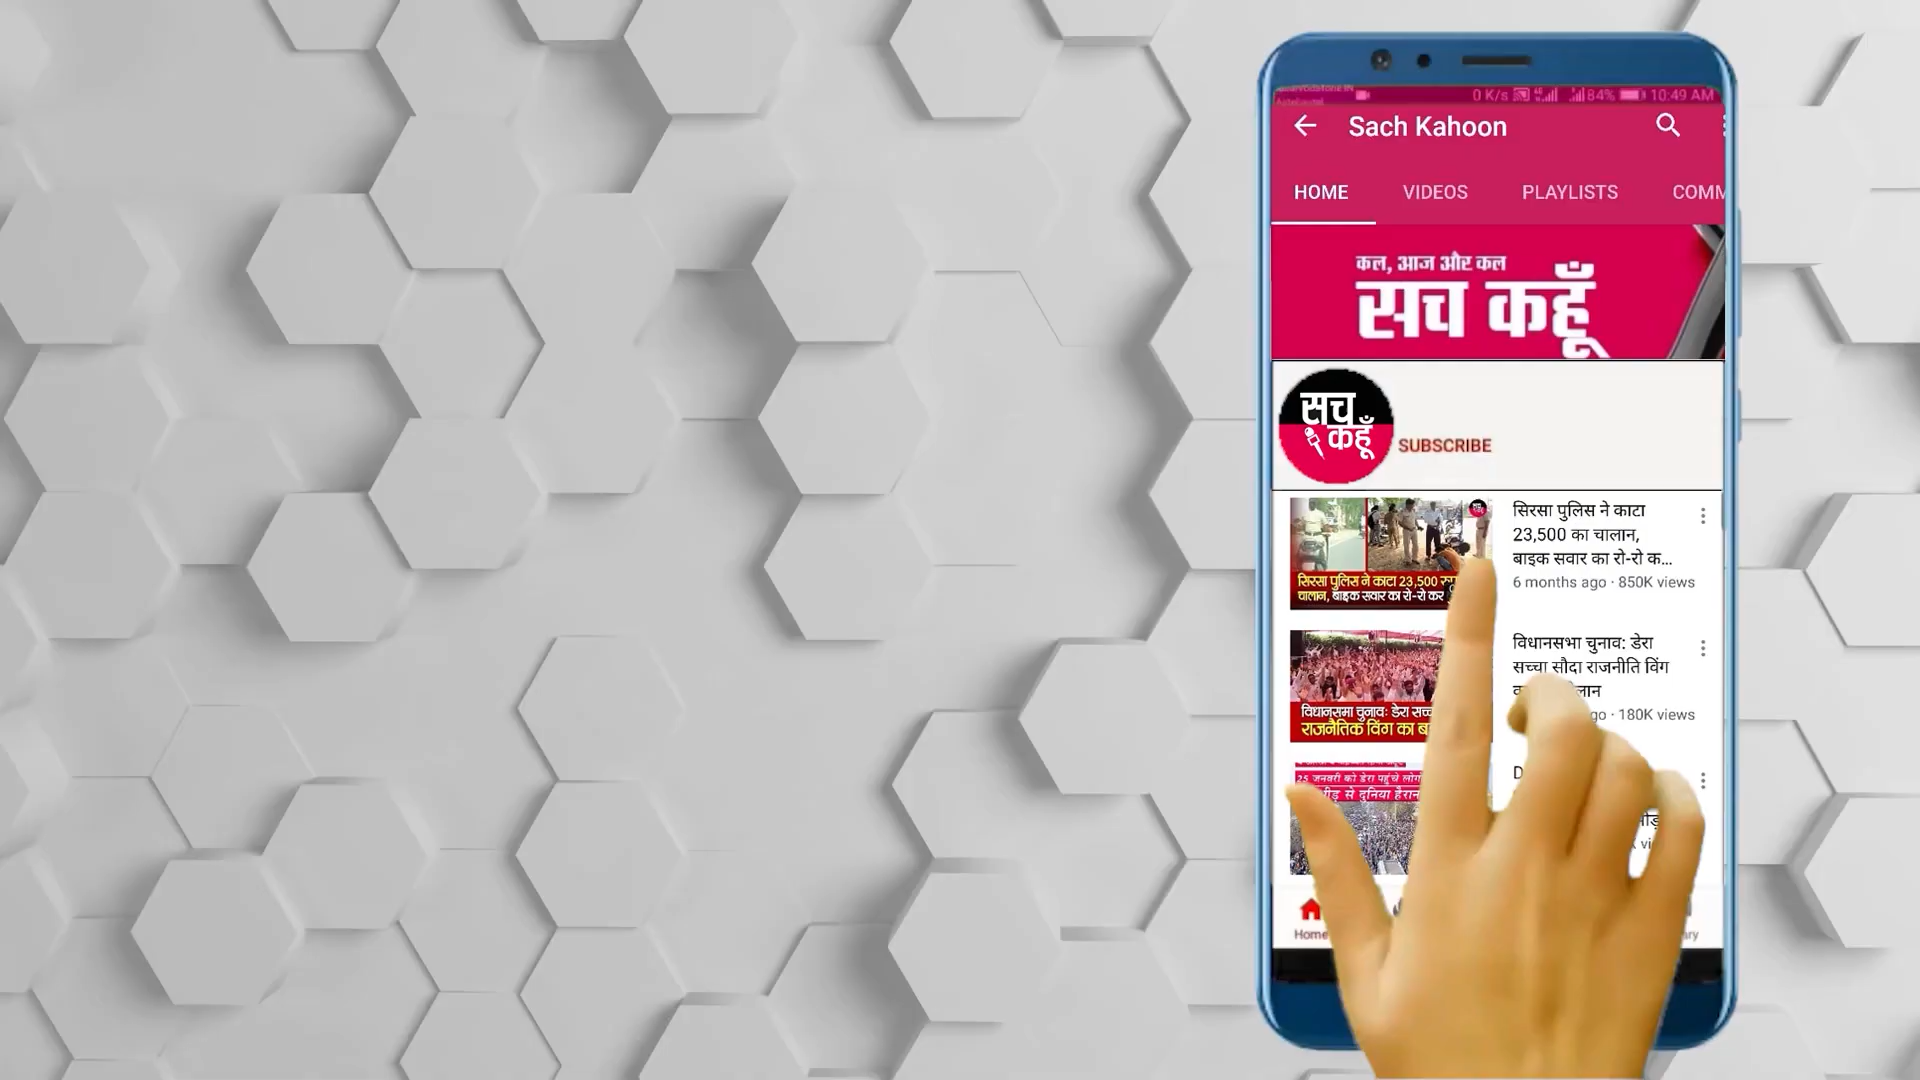 0 K/s 84% 10:49 AM
Sach Kahoon
HOME VIDEOS PLAYLISTS COMM
कल, आज और कल
सच कहूँ
सच
कहूँ
SUBSCRIBE
सिरसा पुलिस ने काटा 23,500
चालान, बाइक सवार का रो-रो कर
सिरसा पुलिस ने काटा
23,500 का चालान,
बाइक सवार का रो-रो क...
6 months ago · 850K views
विधानसभा चुनाव: डेरा सच्च
राजनैतिक विंग का ब
विधानसभा चुनाव: डेरा
सच्चा सौदा राजनीति विंग
लान
go · 180K views
25 जनवरी को डेरा पहुंचे लोगों
ीड़ से दुनिया हैरान
D
Home